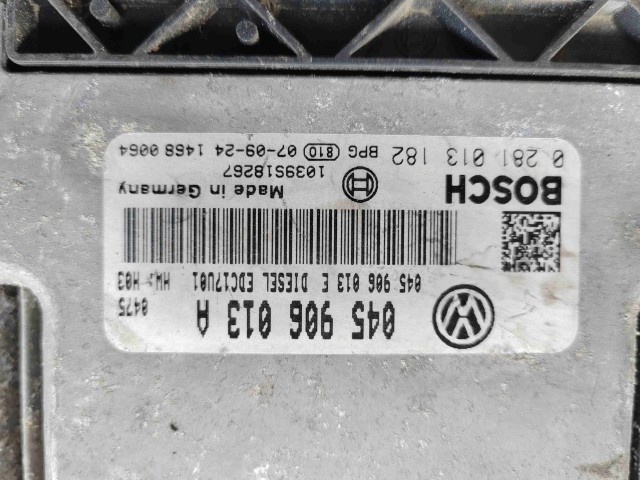 045 906 013 A
0475
045 906 013 E DIESEL EDC17U01 HW: H03
BOSCH
Made in Germany
1039S18267
0 281 013 182 BPG 810 07-09-24 1468 0064